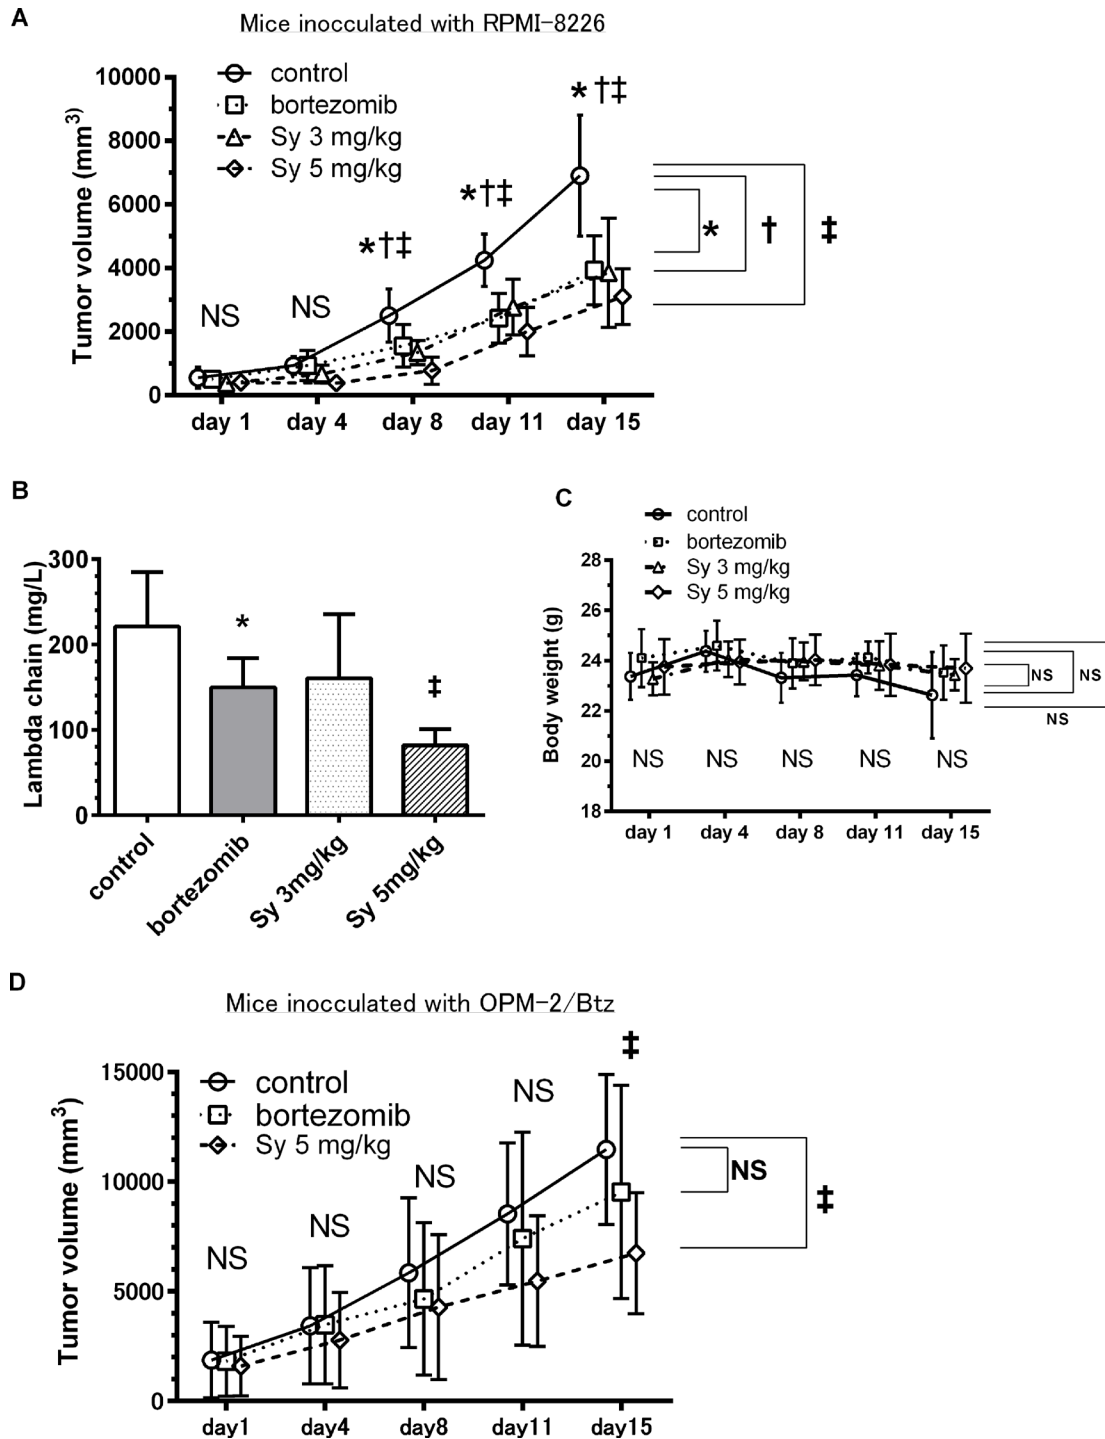 A
Mice inocculated with RPMI-8226
control
bortezomib
Sy 3 mg/kg
Sy 5 mg/kg
Tumor volume (mm³)
10000
8000
6000
4000
2000
0
NS
NS
*†‡
*†‡
*†‡
*
†
‡
day 1
day 4
day 8
day 11
day 15
B
Lambda chain (mg/L)
300
200
100
0
*
‡
control
bortezomib
Sy 3mg/kg
Sy 5mg/kg
C
control
bortezomib
Sy 3 mg/kg
Sy 5 mg/kg
Body weight (g)
28
26
24
22
20
18
NS
NS
NS
NS
NS
NS
NS
NS
day 1
day 4
day 8
day 11
day 15
D
Mice inocculated with OPM-2/Btz
control
bortezomib
Sy 5 mg/kg
Tumor volume (mm³)
15000
10000
5000
0
NS
NS
NS
NS
‡
NS
‡
day1
day4
day8
day11
day15